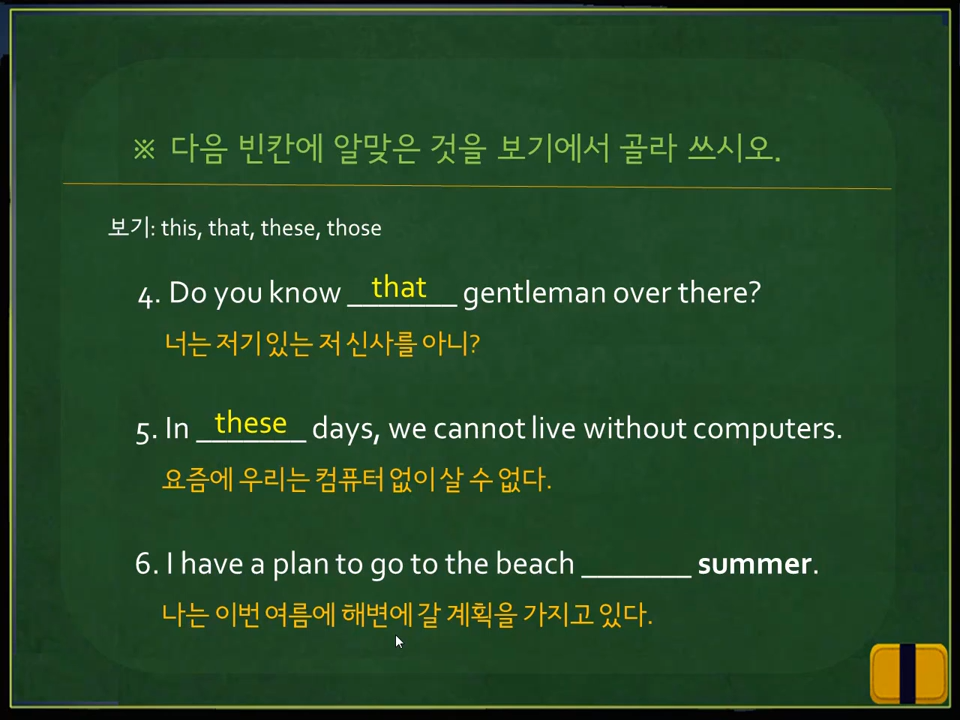 ※ 다음 빈칸에 알맞은 것을 보기에서 골라 쓰시오.
보기: this, that, these, those
4. Do you know that gentleman over there?
너는 저기 있는 저 신사를 아니?
5. In these days, we cannot live without computers.
요즘에 우리는 컴퓨터 없이 살 수 없다.
6. I have a plan to go to the beach _______ summer.
나는 이번 여름에 해변에 갈 계획을 가지고 있다.